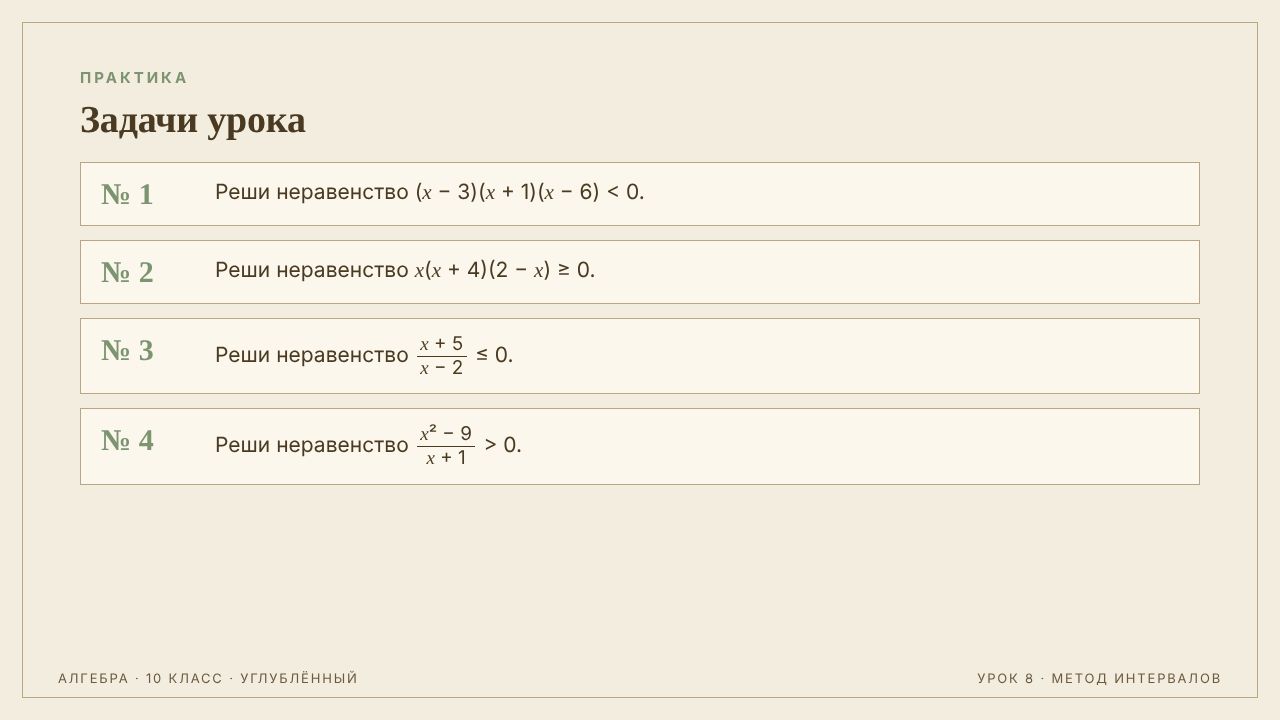 ПРАКТИКА
Задачи урока
№ 1 Реши неравенство (x − 3)(x + 1)(x − 6) < 0.
№ 2 Реши неравенство x(x + 4)(2 − x) ≥ 0.
№ 3 Реши неравенство (x + 5)/(x − 2) ≤ 0.
№ 4 Реши неравенство (x² − 9)/(x + 1) > 0.
АЛГЕБРА · 10 КЛАСС · УГЛУБЛЁННЫЙ
УРОК 8 · МЕТОД ИНТЕРВАЛОВ